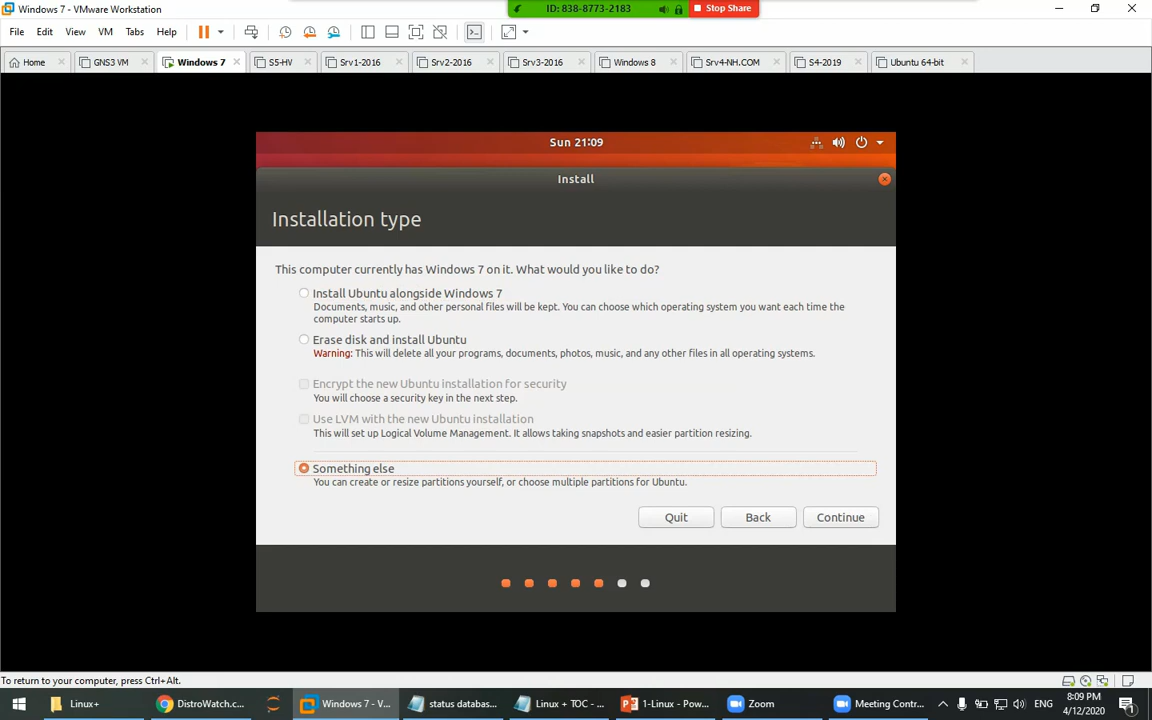 Windows 7 - VMware Workstation
ID: 838-8773-2183
Stop Share
File Edit View VM Tabs Help
Home GNS3 VM Windows 7 S5-HV Srv1-2016 Srv2-2016 Srv3-2016 Windows 8 Srv4-NH.COM S4-2019 Ubuntu 64-bit
Sun 21:09
Install
Installation type
This computer currently has Windows 7 on it. What would you like to do?
Install Ubuntu alongside Windows 7
Documents, music, and other personal files will be kept. You can choose which operating system you want each time the
computer starts up.
Erase disk and install Ubuntu
Warning: This will delete all your programs, documents, photos, music, and any other files in all operating systems.
Encrypt the new Ubuntu installation for security
You will choose a security key in the next step.
Use LVM with the new Ubuntu installation
This will set up Logical Volume Management. It allows taking snapshots and easier partition resizing.
Something else
You can create or resize partitions yourself, or choose multiple partitions for Ubuntu.
Quit Back Continue
To return to your computer, press Ctrl+Alt.
Linux+ DistroWatch.c... Windows 7 - V... status databas... Linux + TOC - ... 1-Linux - Pow... Zoom Meeting Contr... ENG 8:09 PM
4/12/2020 1